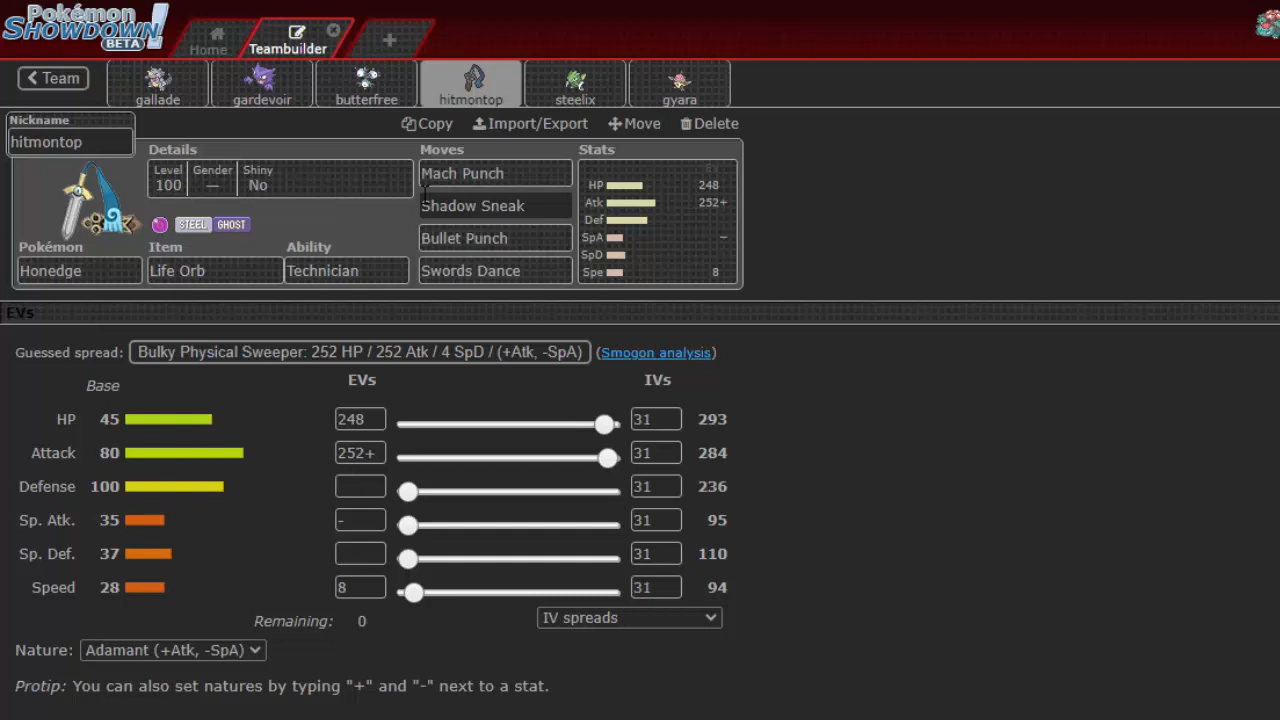 Pokémon
SHOWDOWN!
BETA
Home
Teambuilder
+
Team
gallade
gardevoir
butterfree
hitmontop
steelix
gyara
Nickname
hitmontop
Copy
Import/Export
Move
Delete
Details
Level
100
Gender
—
Shiny
No
STEEL GHOST
Pokémon
Honedge
Item
Life Orb
Ability
Technician
Moves
Mach Punch
Shadow Sneak
Bullet Punch
Swords Dance
Stats
EV
HP 248
Atk 252+
Def
SpA –
SpD
Spe 8
EVs
Guessed spread: Bulky Physical Sweeper: 252 HP / 252 Atk / 4 SpD / (+Atk, -SpA) (Smogon analysis)
Base EVs IVs
HP 45 248 31 293
Attack 80 252+ 31 284
Defense 100 31 236
Sp. Atk. 35 - 31 95
Sp. Def. 37 31 110
Speed 28 8 31 94
Remaining: 0 IV spreads
Nature: Adamant (+Atk, -SpA)
Protip: You can also set natures by typing "+" and "-" next to a stat.